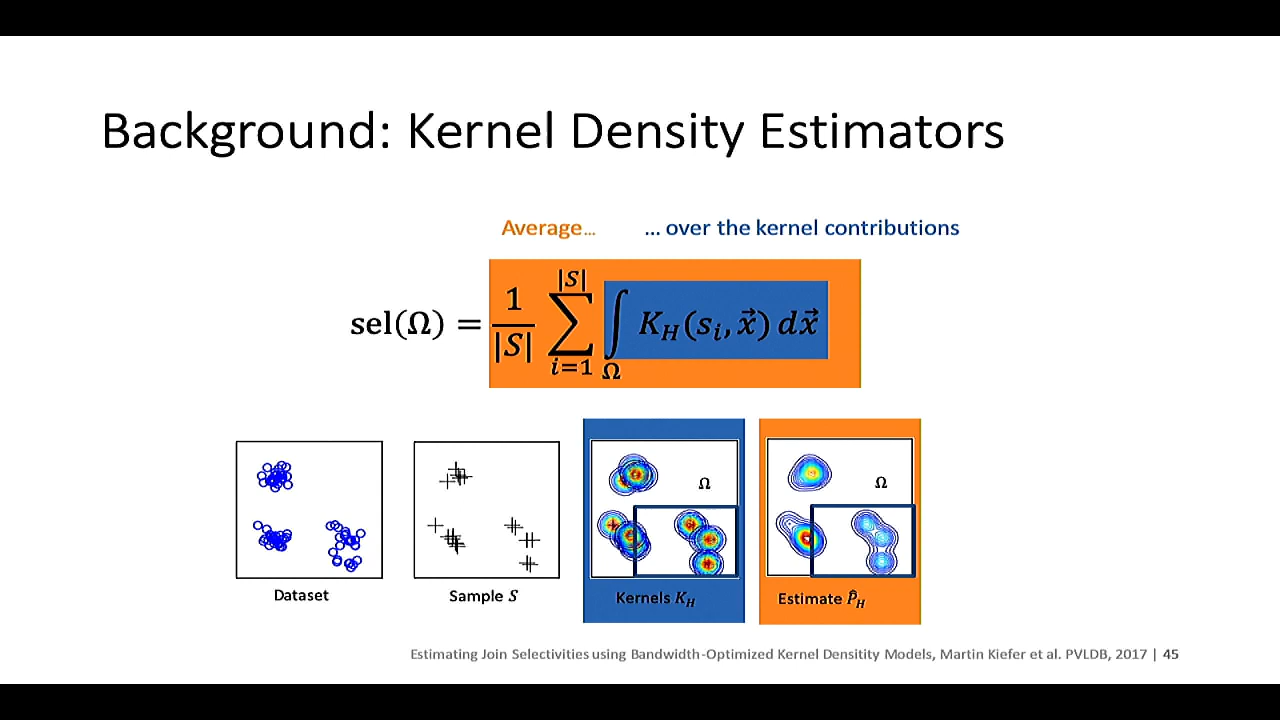 Background: Kernel Density Estimators
Average… … over the kernel contributions
sel(Ω) = 1/|S| ∑_{i=1}^{|S|} ∫_Ω K_H(s_i, x⃗) dx⃗
Ω Ω
Dataset Sample S Kernels K_H Estimate P̂_H
Estimating Join Selectivities using Bandwidth-Optimized Kernel Densitity Models, Martin Kiefer et al. PVLDB, 2017 | 45